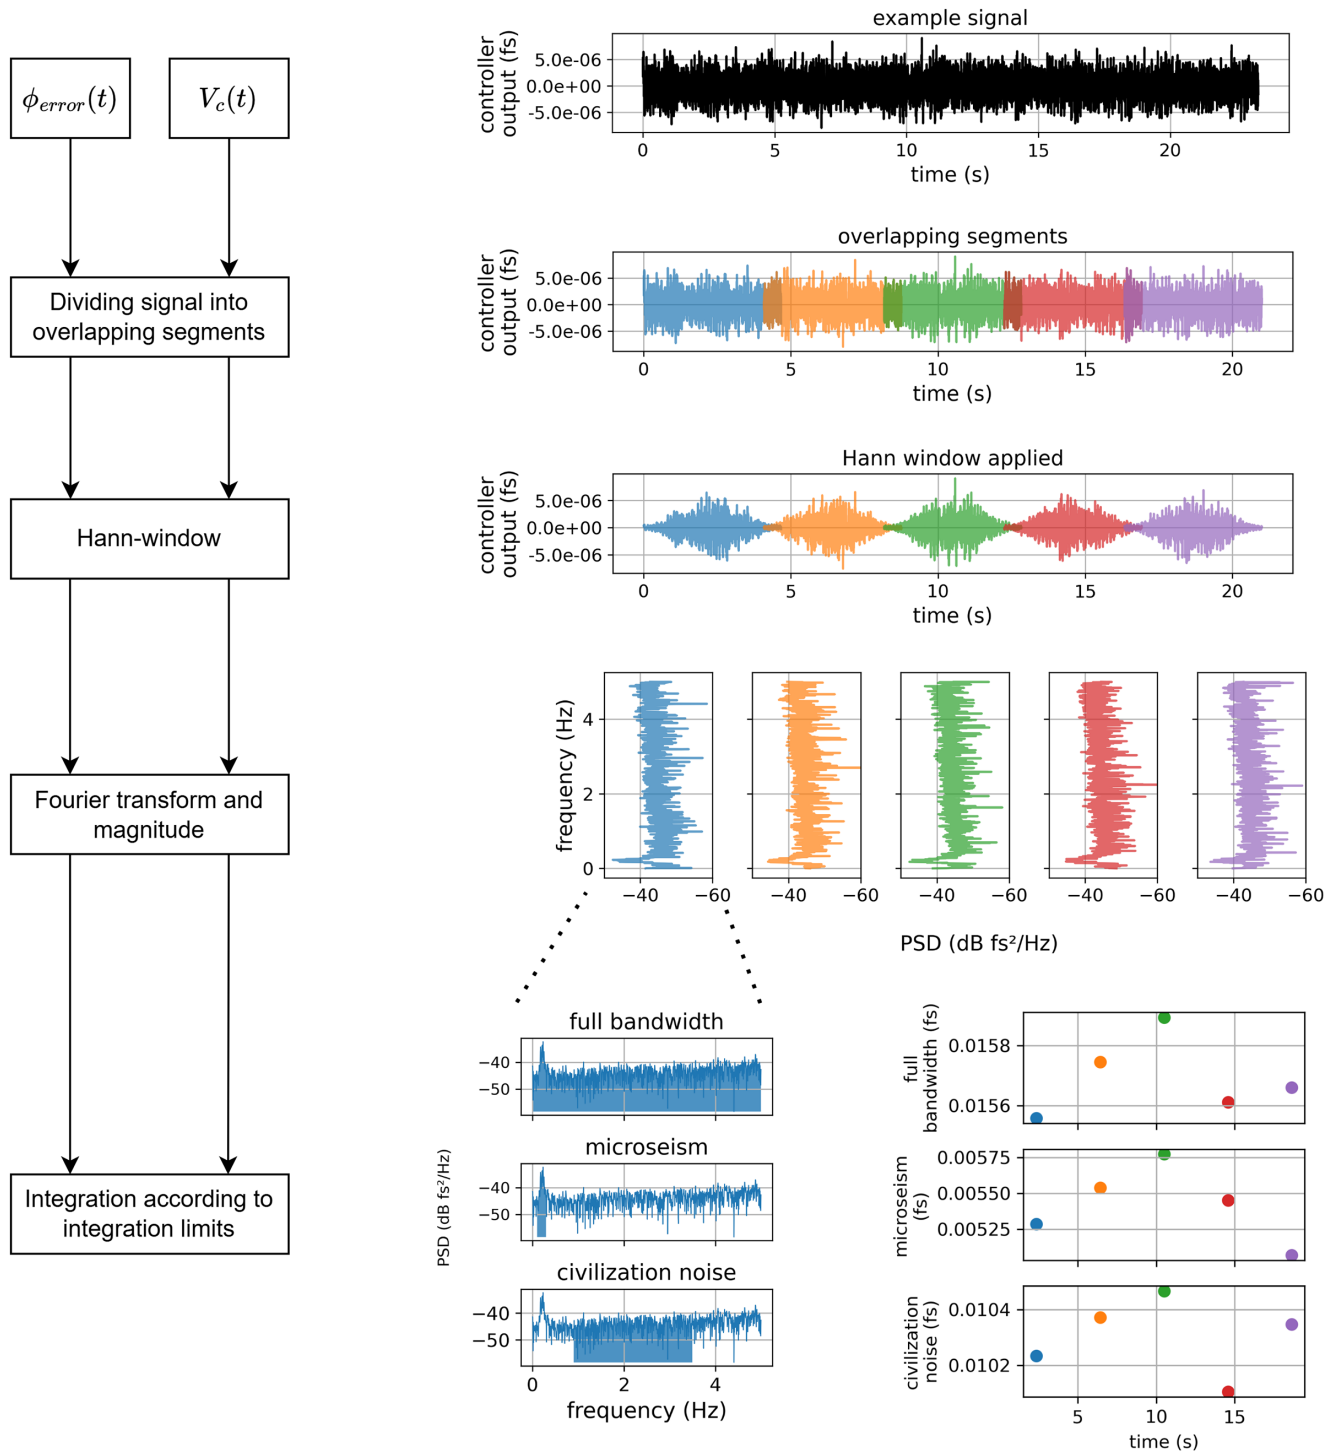 ϕerror(t)
Vc(t)
Dividing signal into
overlapping segments
Hann-window
Fourier transform and
magnitude
Integration according to
integration limits
example signal
controller
output (fs)
5.0e-06
0.0e+00
-5.0e-06
0 5 10 15 20
time (s)
overlapping segments
controller
output (fs)
5.0e-06
0.0e+00
-5.0e-06
0 5 10 15 20
time (s)
Hann window applied
controller
output (fs)
5.0e-06
0.0e+00
-5.0e-06
0 5 10 15 20
time (s)
frequency (Hz)
4
2
0
−40 −60 −40 −60 −40 −60 −40 −60 −40 −60
PSD (dB fs²/Hz)
PSD (dB fs²/Hz)
full bandwidth
−40
−50
microseism
−40
−50
civilization noise
−40
−50
0 2 4
frequency (Hz)
full
bandwidth (fs)
0.0158
0.0156
microseism
(fs)
0.00575
0.00550
0.00525
civilization
noise (fs)
0.0104
0.0102
5 10 15
time (s)